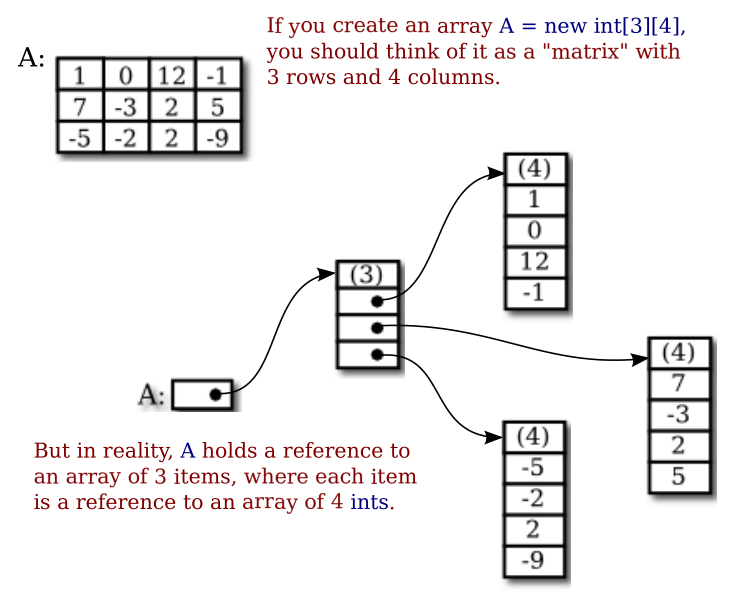 If you create an array A = new int[3][4],
you should think of it as a "matrix" with
3 rows and 4 columns.
A:
1 0 12 -1
7 -3 2 5
-5 -2 2 -9
(4)
1
0
12
-1
(3)
(4)
7
-3
2
5
A:
(4)
-5
-2
2
-9
But in reality, A holds a reference to
an array of 3 items, where each item
is a reference to an array of 4 ints.